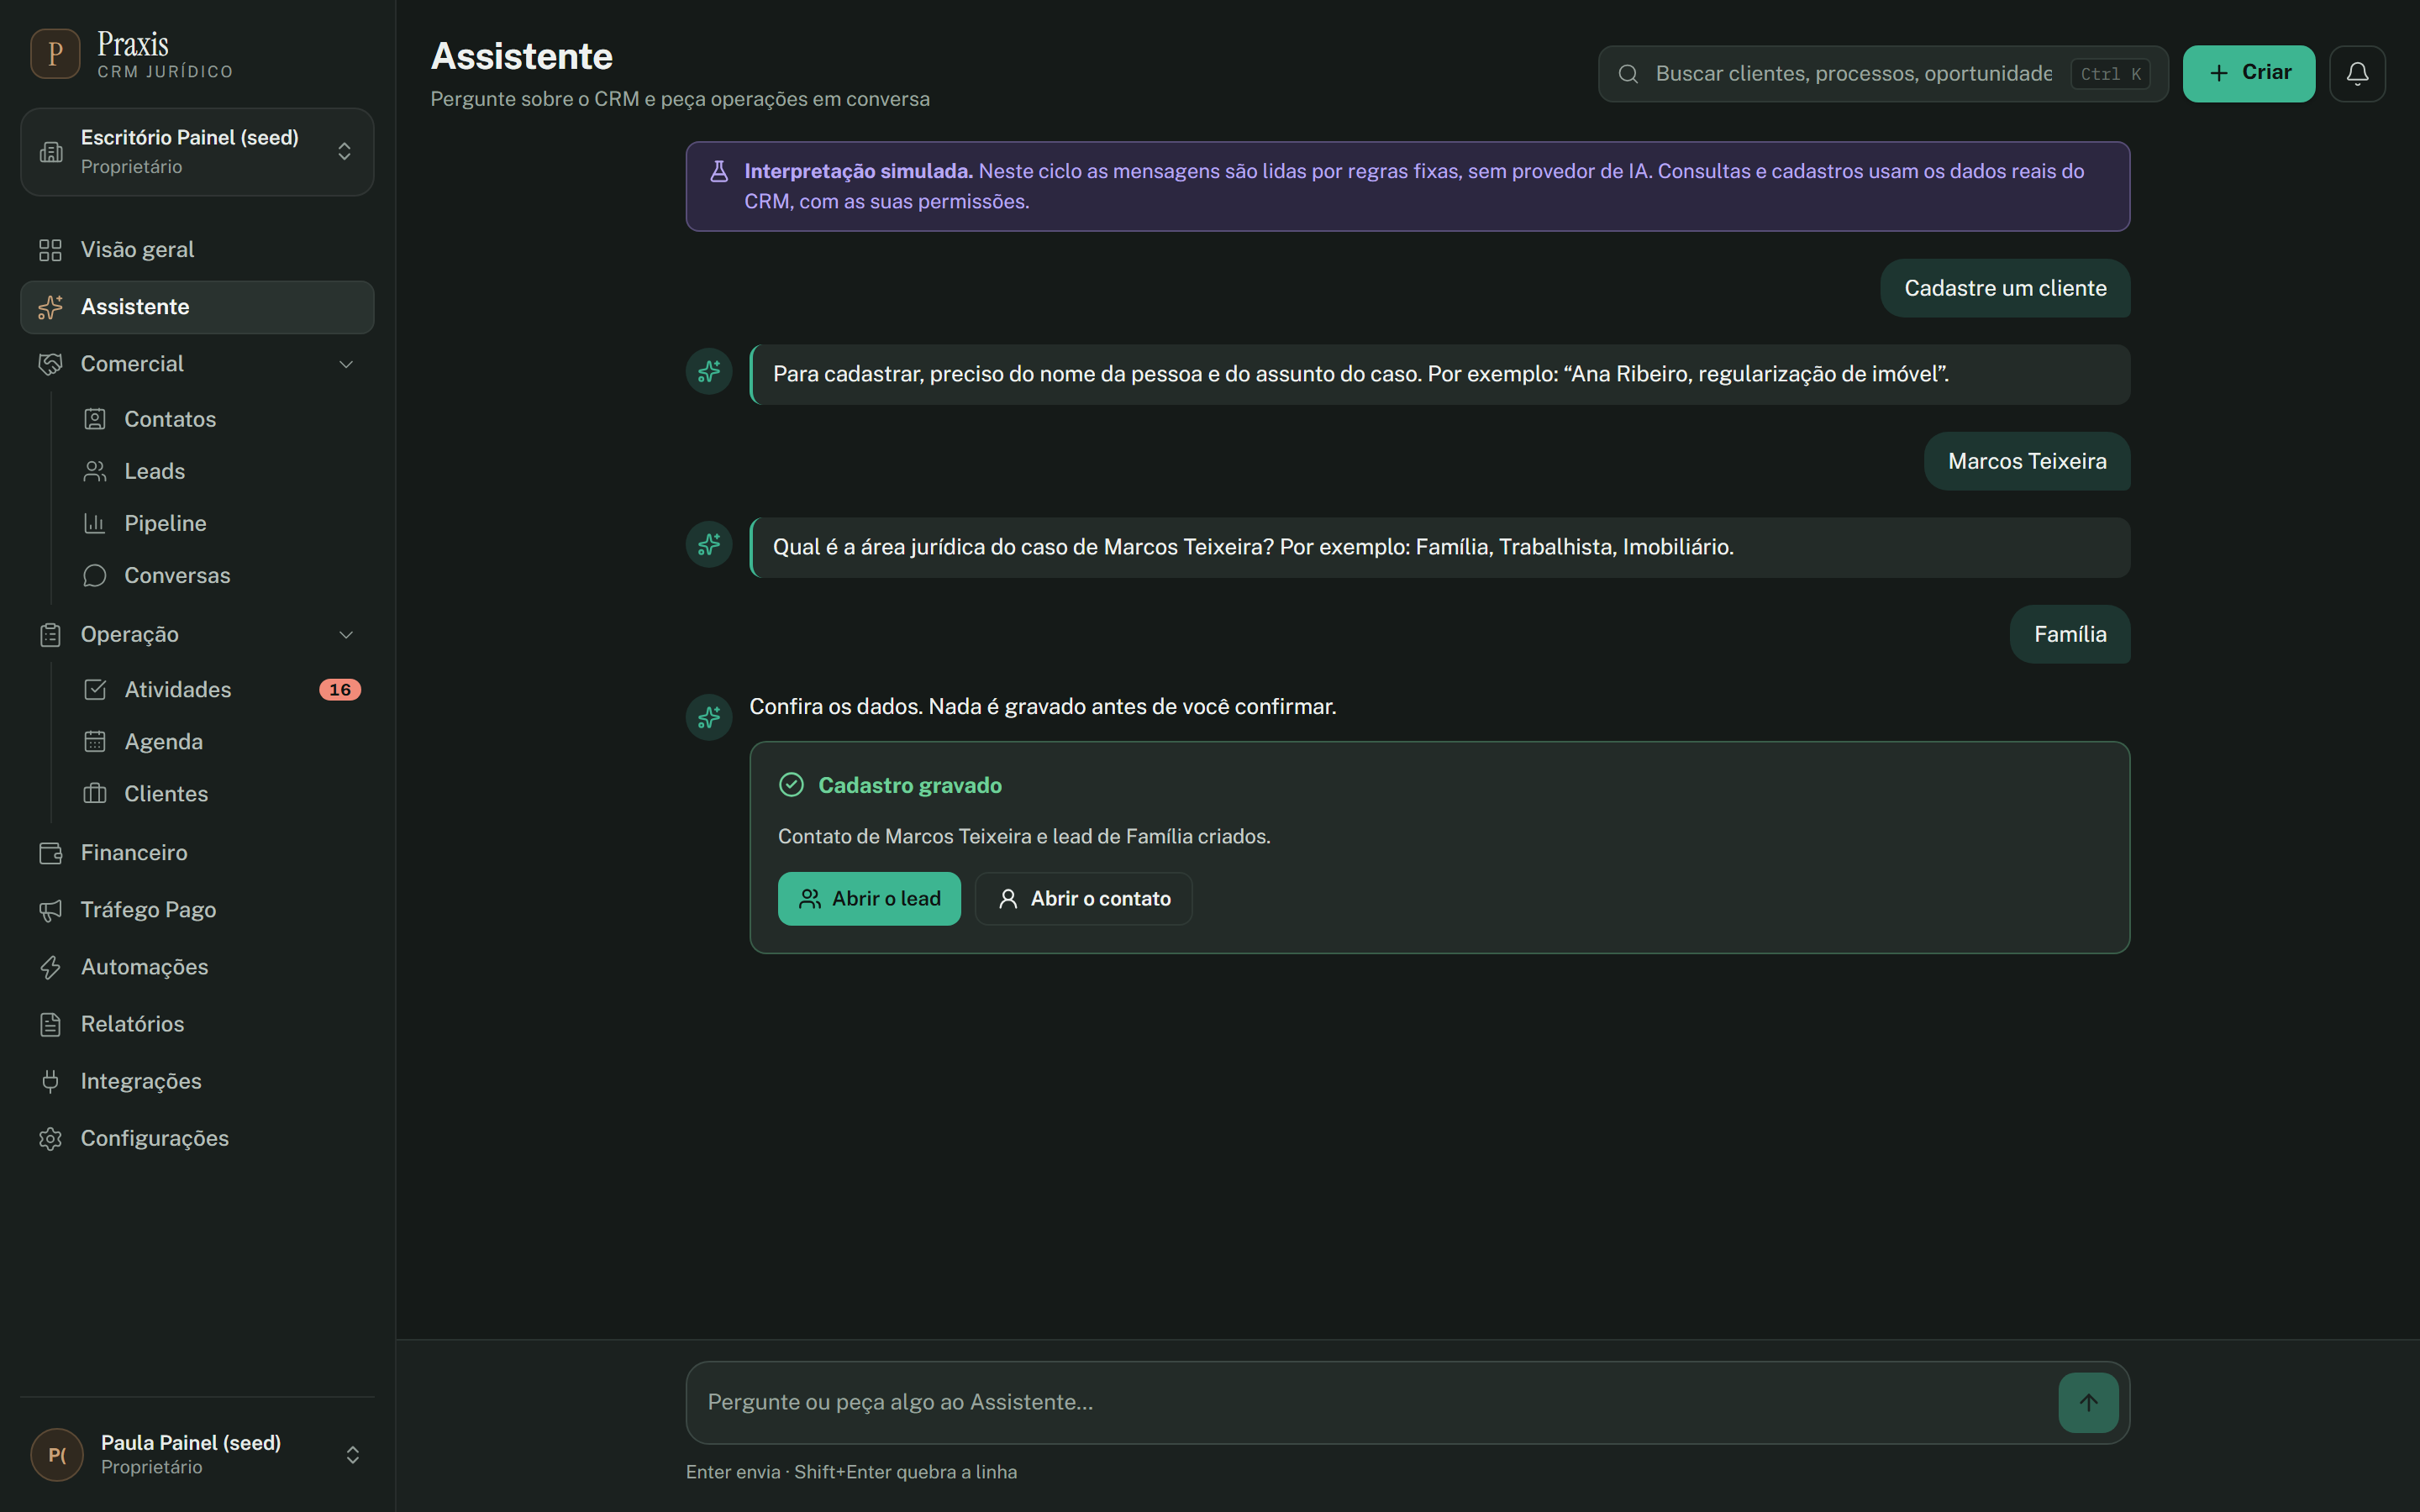 P
Praxis
CRM JURÍDICO
Escritório Painel (seed)
Proprietário
Visão geral
Assistente
Comercial
Contatos
Leads
Pipeline
Conversas
Operação
Atividades
16
Agenda
Clientes
Financeiro
Tráfego Pago
Automações
Relatórios
Integrações
Configurações
P(
Paula Painel (seed)
Proprietário
Assistente
Pergunte sobre o CRM e peça operações em conversa
Buscar clientes, processos, oportunidade
Ctrl K
Criar
Interpretação simulada. Neste ciclo as mensagens são lidas por regras fixas, sem provedor de IA. Consultas e cadastros usam os dados reais do
CRM, com as suas permissões.
Cadastre um cliente
Para cadastrar, preciso do nome da pessoa e do assunto do caso. Por exemplo: “Ana Ribeiro, regularização de imóvel”.
Marcos Teixeira
Qual é a área jurídica do caso de Marcos Teixeira? Por exemplo: Família, Trabalhista, Imobiliário.
Família
Confira os dados. Nada é gravado antes de você confirmar.
Cadastro gravado
Contato de Marcos Teixeira e lead de Família criados.
Abrir o lead
Abrir o contato
Pergunte ou peça algo ao Assistente...
Enter envia · Shift+Enter quebra a linha